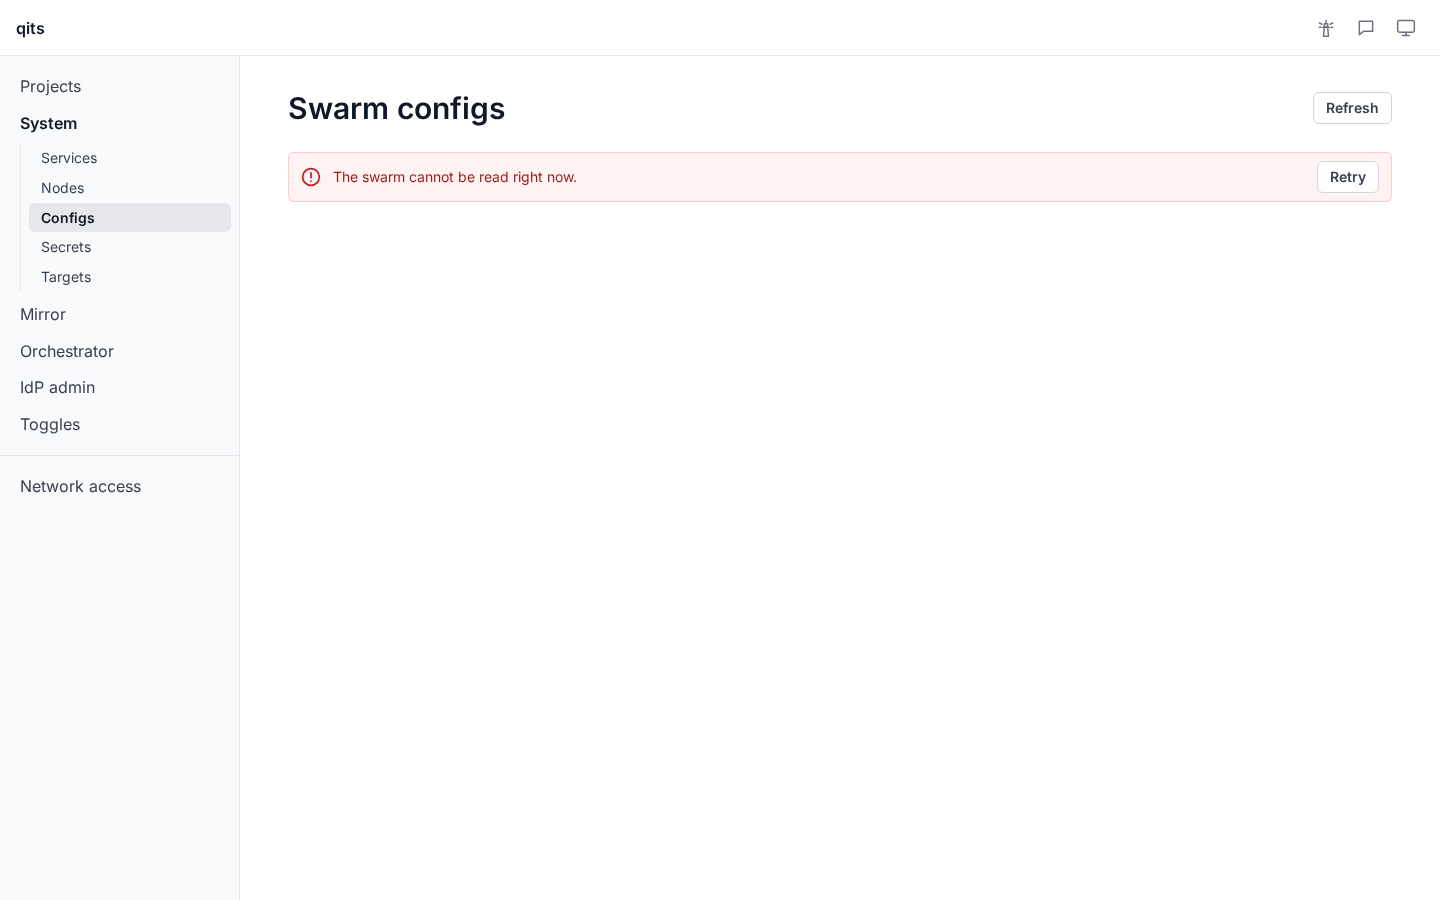 qits
Projects
System
Services
Nodes
Configs
Secrets
Targets
Mirror
Orchestrator
IdP admin
Toggles
Network access
Swarm configs
Refresh
The swarm cannot be read right now.
Retry